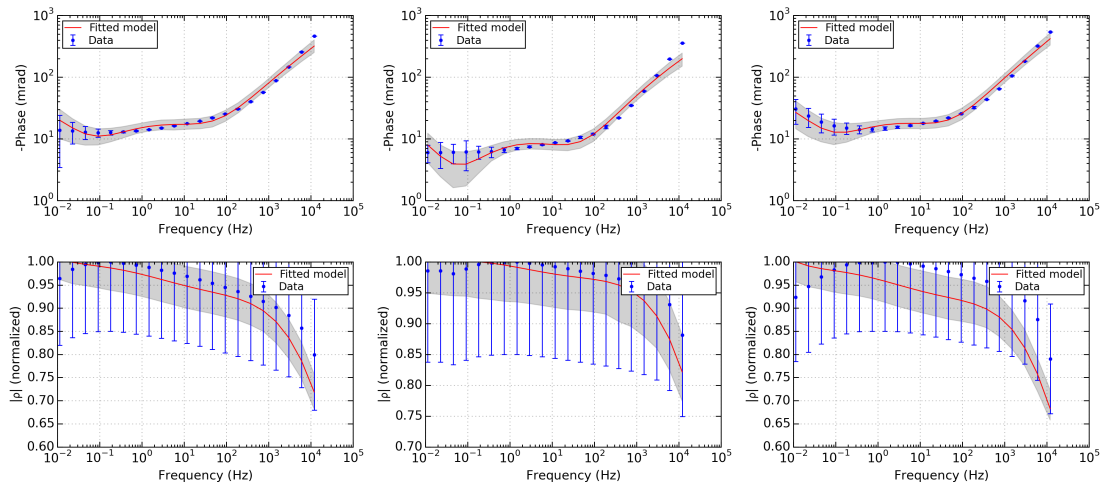 10³
10²
10¹
10⁰
-Phase (mrad)
Fitted model
Data
10⁻² 10⁻¹ 10⁰ 10¹ 10² 10³ 10⁴ 10⁵
Frequency (Hz)
10³
10²
10¹
10⁰
-Phase (mrad)
Fitted model
Data
10⁻² 10⁻¹ 10⁰ 10¹ 10² 10³ 10⁴ 10⁵
Frequency (Hz)
10³
10²
10¹
10⁰
-Phase (mrad)
Fitted model
Data
10⁻² 10⁻¹ 10⁰ 10¹ 10² 10³ 10⁴ 10⁵
Frequency (Hz)
1.00
0.95
0.90
0.85
0.80
0.75
0.70
0.65
0.60
|ρ| (normalized)
Fitted model
Data
10⁻² 10⁻¹ 10⁰ 10¹ 10² 10³ 10⁴ 10⁵
Frequency (Hz)
1.00
0.95
0.90
0.85
0.80
0.75
0.70
|ρ| (normalized)
Fitted model
Data
10⁻² 10⁻¹ 10⁰ 10¹ 10² 10³ 10⁴ 10⁵
Frequency (Hz)
1.00
0.95
0.90
0.85
0.80
0.75
0.70
0.65
0.60
|ρ| (normalized)
Fitted model
Data
10⁻² 10⁻¹ 10⁰ 10¹ 10² 10³ 10⁴ 10⁵
Frequency (Hz)